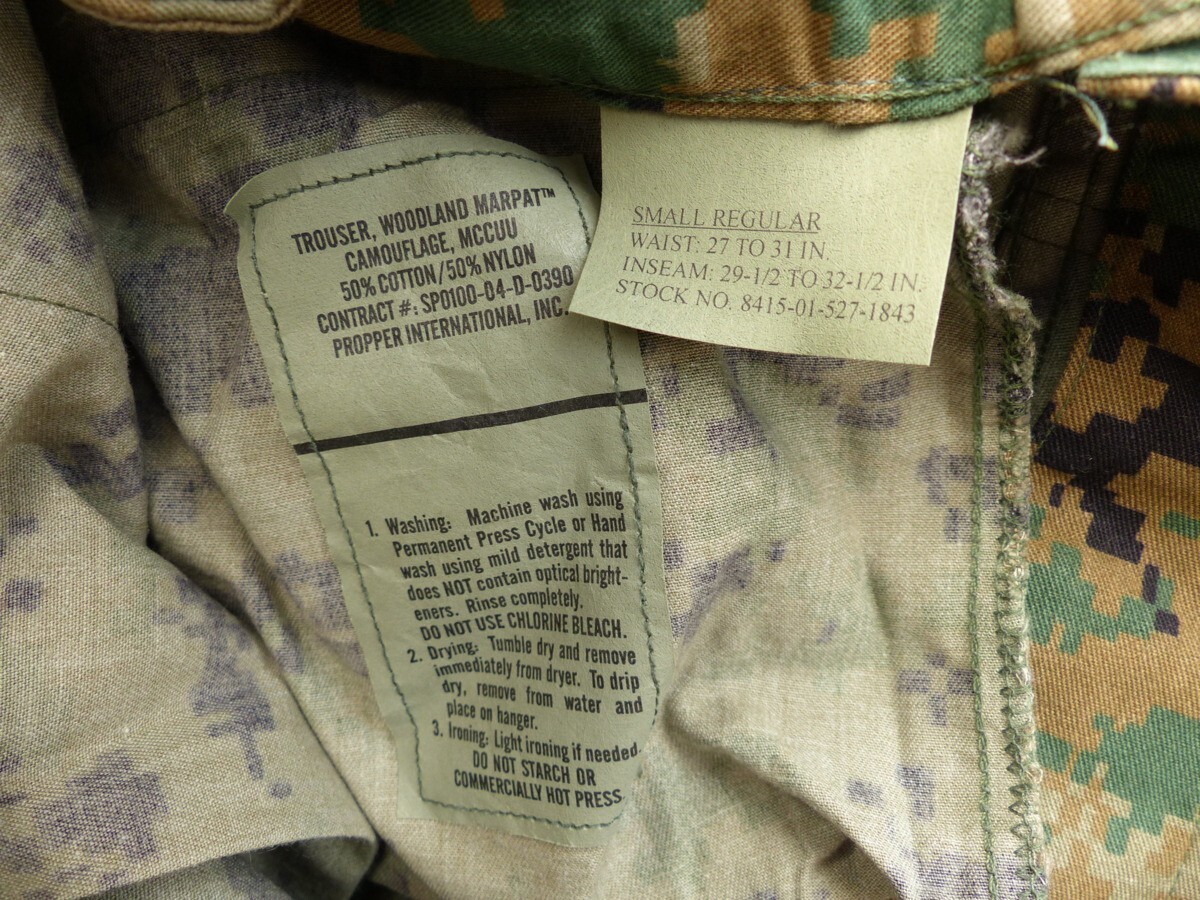 TROUSER, WOODLAND MARPAT™
CAMOUFLAGE, MCCUU
50% COTTON/50% NYLON
CONTRACT #: SPO100-04-D-0390
PROPPER INTERNATIONAL, INC.
1. Washing: Machine wash using
Permanent Press Cycle or Hand
wash using mild detergent that
does NOT contain optical bright-
eners. Rinse completely.
DO NOT USE CHLORINE BLEACH.
2. Drying: Tumble dry and remove
immediately from dryer. To drip
dry, remove from water and
place on hanger.
3. Ironing: Light ironing if needed.
DO NOT STARCH OR
COMMERCIALLY HOT PRESS
SMALL REGULAR
WAIST: 27 TO 31 IN.
INSEAM: 29-1/2 TO 32-1/2 IN.
STOCK NO. 8415-01-527-1843